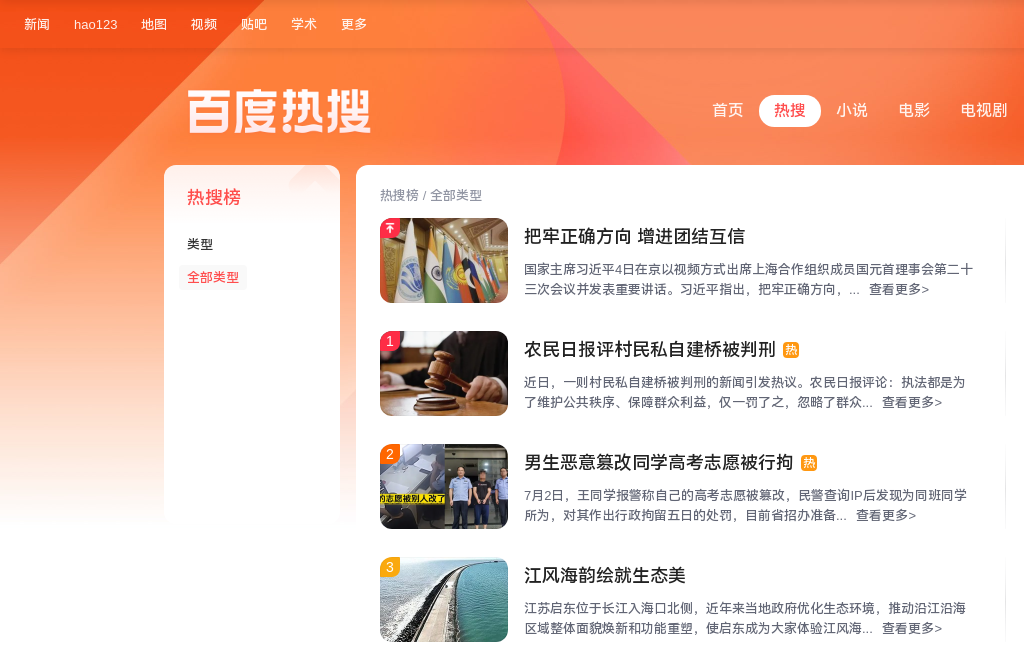 新闻 hao123 地图 视频 贴吧 学术 更多
百度热搜
首页 热搜 小说 电影 电视剧
热搜榜
类型
全部类型
热搜榜 / 全部类型
把牢正确方向 增进团结互信
国家主席习近平4日在京以视频方式出席上海合作组织成员国元首理事会第二十
三次会议并发表重要讲话。习近平指出，把牢正确方向，... 查看更多>
1
农民日报评村民私自建桥被判刑 热
近日，一则村民私自建桥被判刑的新闻引发热议。农民日报评论：执法都是为
了维护公共秩序、保障群众利益，仅一罚了之，忽略了群众... 查看更多>
2
的志愿被别人改了
男生恶意篡改同学高考志愿被行拘 热
7月2日，王同学报警称自己的高考志愿被篡改，民警查询IP后发现为同班同学
所为，对其作出行政拘留五日的处罚，目前省招办准备... 查看更多>
3
江风海韵绘就生态美
江苏启东位于长江入海口北侧，近年来当地政府优化生态环境，推动沿江沿海
区域整体面貌焕新和功能重塑，使启东成为大家体验江风海... 查看更多>